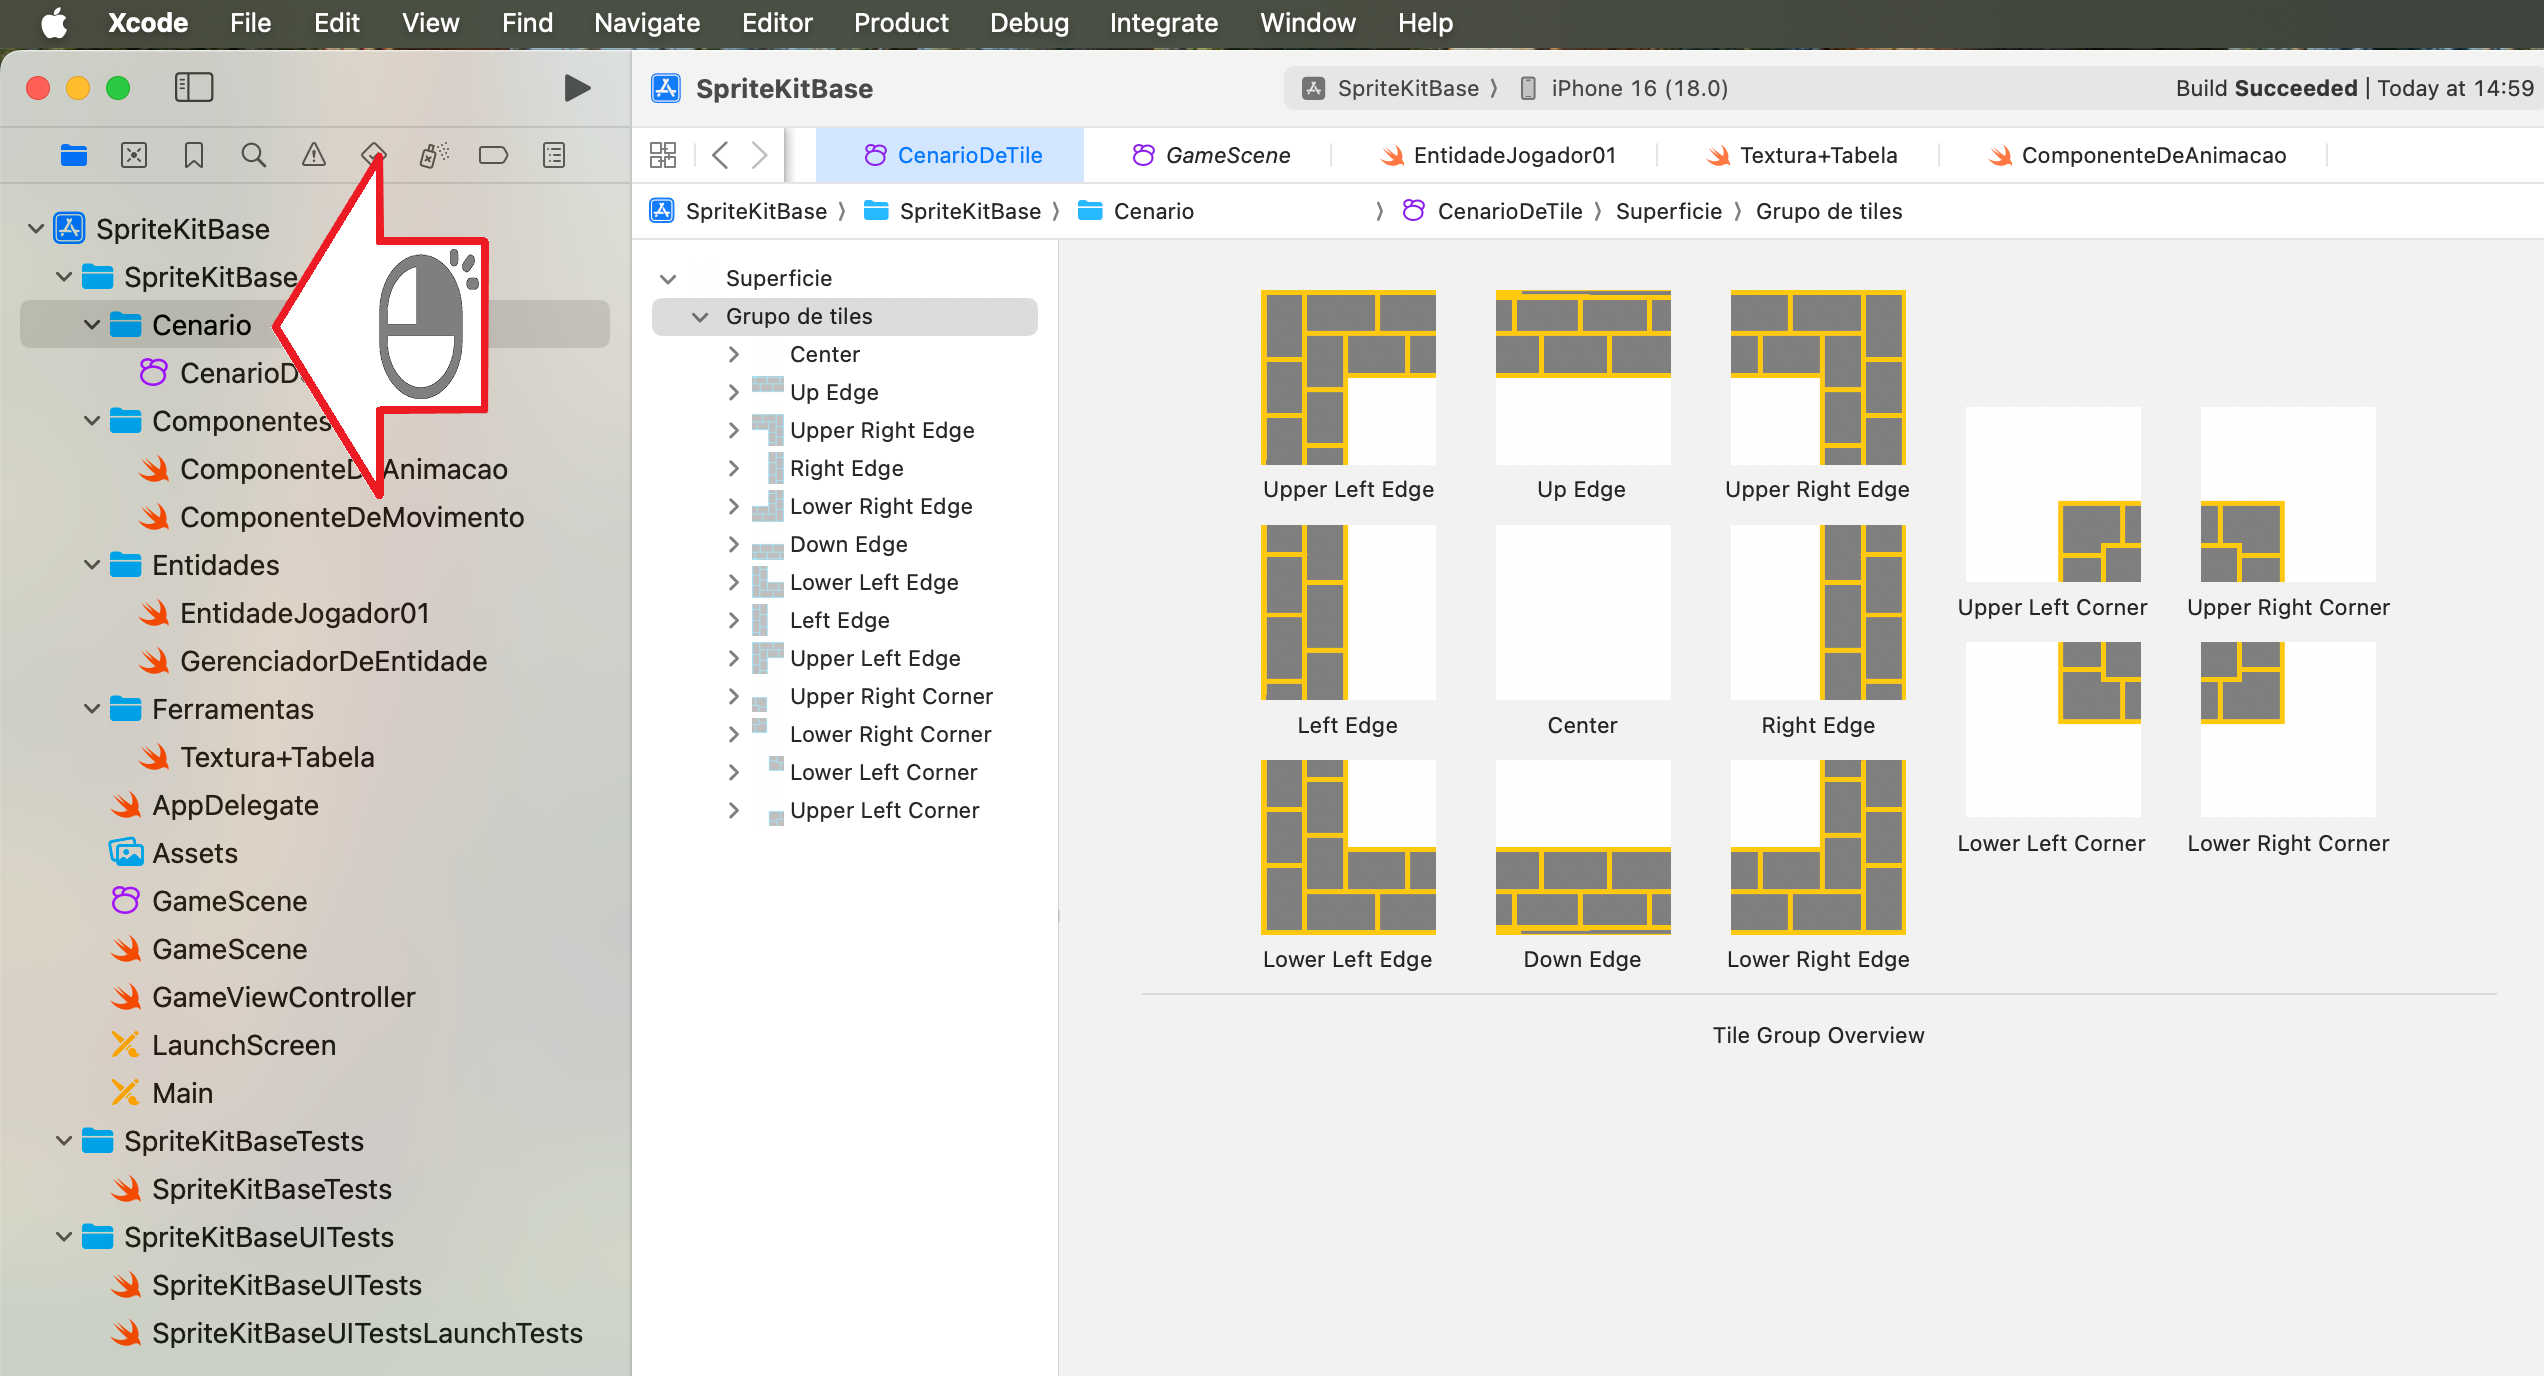 Xcode File Edit View Find Navigate Editor Product Debug Integrate Window Help
SpriteKitBase
SpriteKitBase 〉 iPhone 16 (18.0)
Build Succeeded | Today at 14:59
CenarioDeTile GameScene EntidadeJogador01 Textura+Tabela ComponenteDeAnimacao
SpriteKitBase 〉 SpriteKitBase 〉 Cenario 〉 CenarioDeTile 〉 Superficie 〉 Grupo de tiles
SpriteKitBase
SpriteKitBase
Cenario
CenarioD
Componentes
ComponenteD Animacao
ComponenteDeMovimento
Entidades
EntidadeJogador01
GerenciadorDeEntidade
Ferramentas
Textura+Tabela
AppDelegate
Assets
GameScene
GameScene
GameViewController
LaunchScreen
Main
SpriteKitBaseTests
SpriteKitBaseTests
SpriteKitBaseUITests
SpriteKitBaseUITests
SpriteKitBaseUITestsLaunchTests
Superficie
Grupo de tiles
Center
Up Edge
Upper Right Edge
Right Edge
Lower Right Edge
Down Edge
Lower Left Edge
Left Edge
Upper Left Edge
Upper Right Corner
Lower Right Corner
Lower Left Corner
Upper Left Corner
Upper Left Edge Up Edge Upper Right Edge
Upper Left Corner Upper Right Corner
Left Edge Center Right Edge
Lower Left Corner Lower Right Corner
Lower Left Edge Down Edge Lower Right Edge
Tile Group Overview